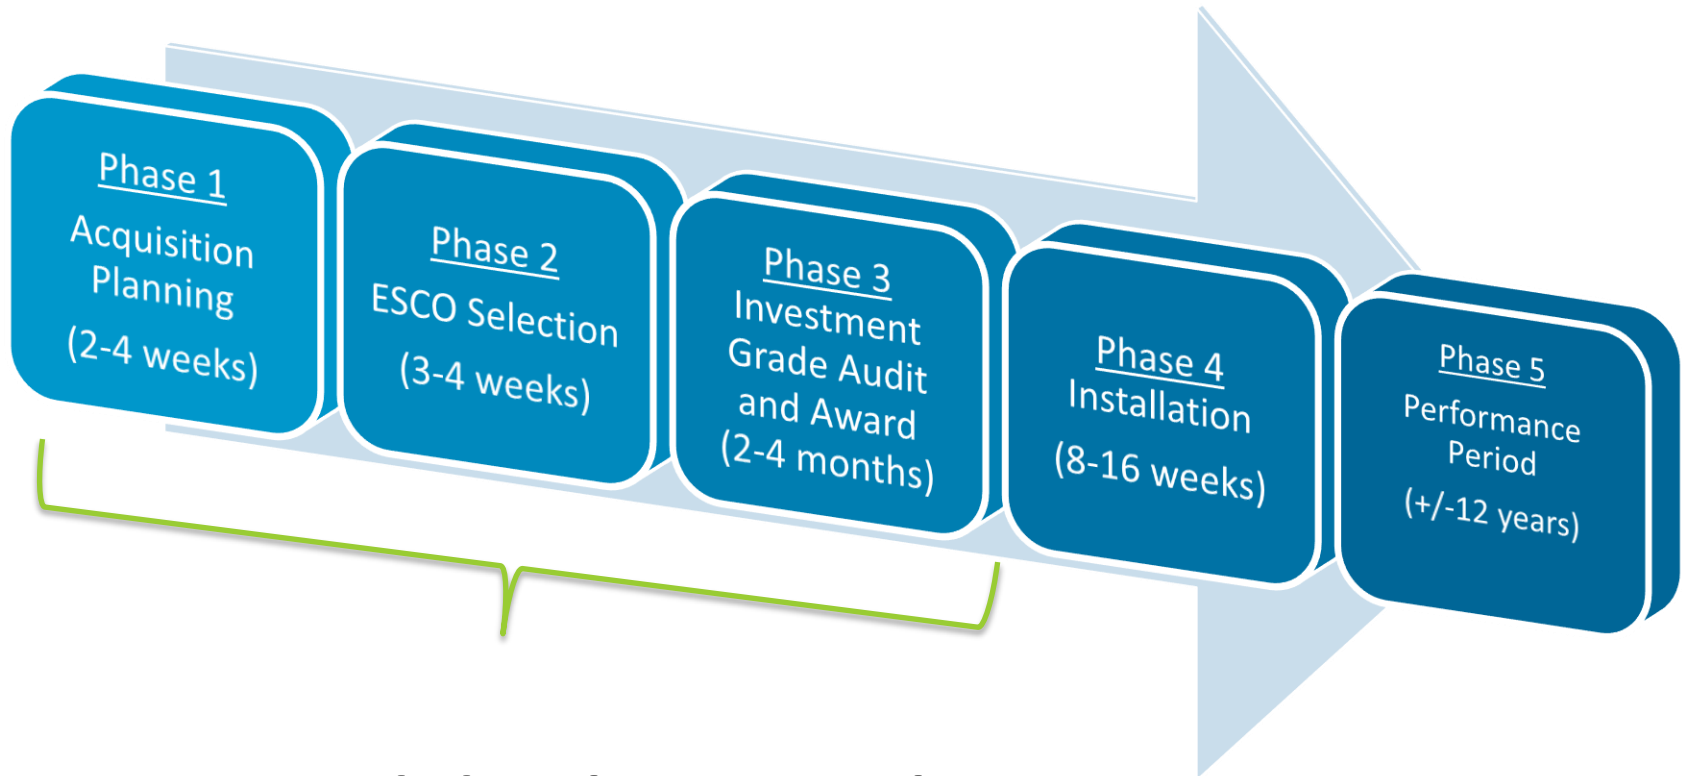 Phase 1
Acquisition
Planning
(2-4 weeks)
Phase 2
ESCO Selection
(3-4 weeks)
Phase 3
Investment
Grade Audit
and Award
(2-4 months)
Phase 4
Installation
(8-16 weeks)
Phase 5
Performance
Period
(+/-12 years)